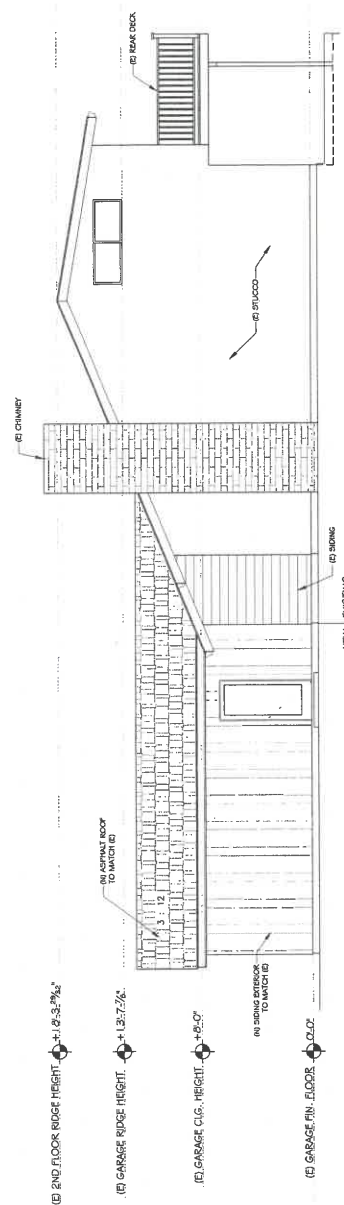 (E) 2ND FLOOR RIDGE HEIGHT +18'-3 29/32"
(E) GARAGE RIDGE HEIGHT +13'-7 7/8"
(E) GARAGE CLG. HEIGHT +8'-0"
(E) GARAGE FIN. FLOOR 0'-0"
(N) ASPHALT ROOF
TO MATCH (E)
3 : 12
(N) SIDING EXTERIOR
TO MATCH (E)
(E) CHIMNEY
(E) SIDING
(E) STUCCO
(E) REAR DECK